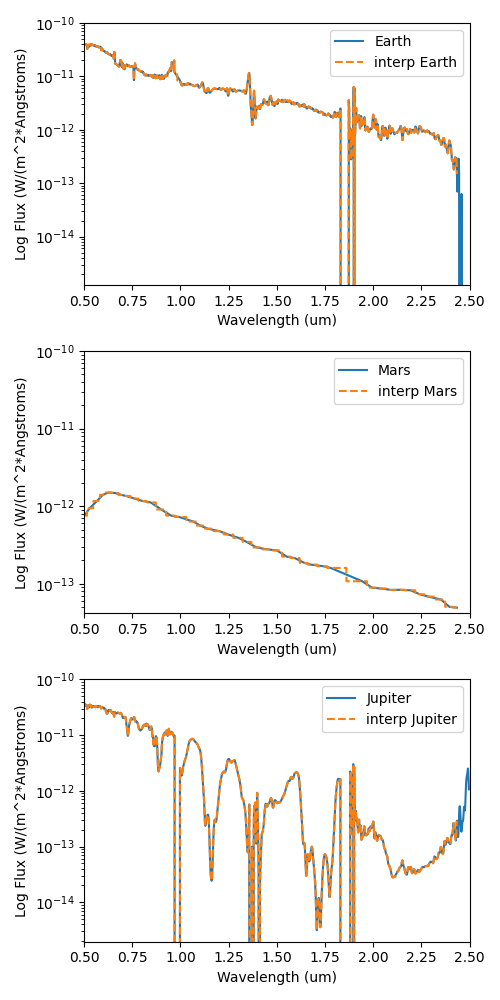 10^-10
10^-11
10^-12
10^-13
10^-14
Log Flux (W/(m^2*Angstroms)
Earth
interp Earth
0.50 0.75 1.00 1.25 1.50 1.75 2.00 2.25 2.50
Wavelength (um)
10^-10
10^-11
10^-12
10^-13
Log Flux (W/(m^2*Angstroms)
Mars
interp Mars
0.50 0.75 1.00 1.25 1.50 1.75 2.00 2.25 2.50
Wavelength (um)
10^-10
10^-11
10^-12
10^-13
10^-14
Log Flux (W/(m^2*Angstroms)
Jupiter
interp Jupiter
0.50 0.75 1.00 1.25 1.50 1.75 2.00 2.25 2.50
Wavelength (um)